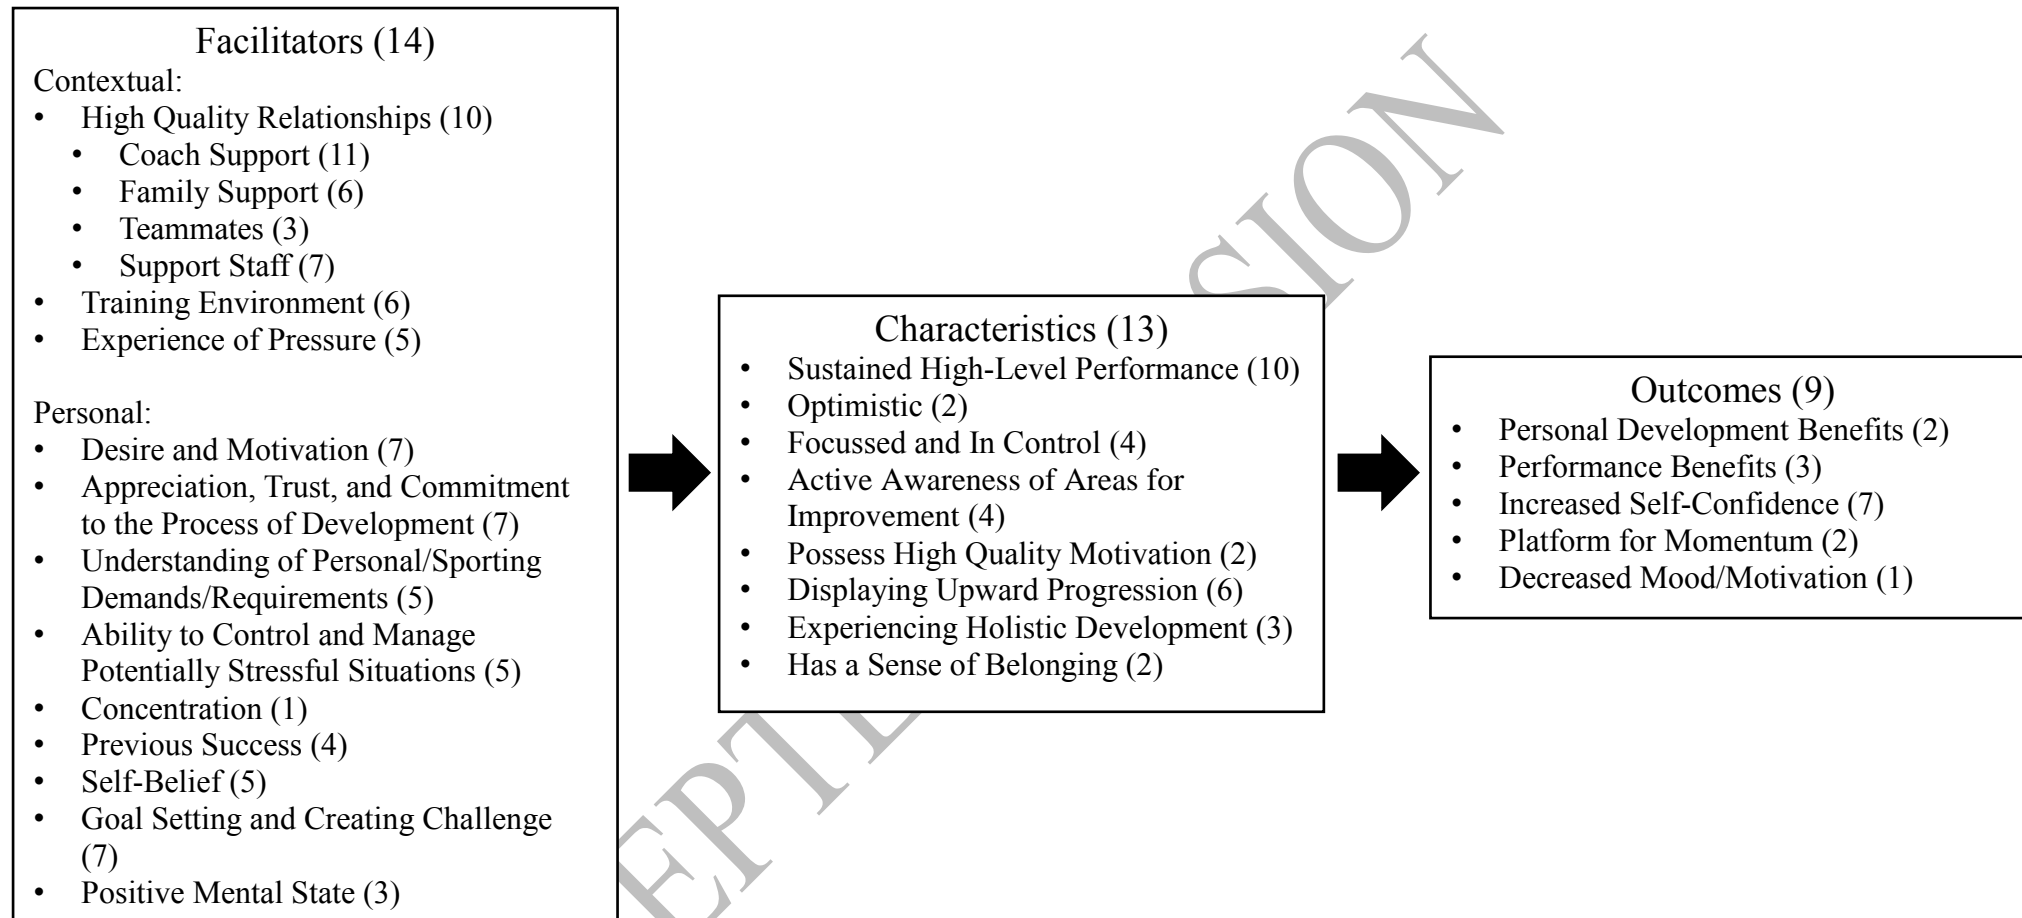 Facilitators (14)
Contextual:
• High Quality Relationships (10)
• Coach Support (11)
• Family Support (6)
• Teammates (3)
• Support Staff (7)
• Training Environment (6)
• Experience of Pressure (5)
Personal:
• Desire and Motivation (7)
• Appreciation, Trust, and Commitment
to the Process of Development (7)
• Understanding of Personal/Sporting
Demands/Requirements (5)
• Ability to Control and Manage
Potentially Stressful Situations (5)
• Concentration (1)
• Previous Success (4)
• Self-Belief (5)
• Goal Setting and Creating Challenge
(7)
• Positive Mental State (3)
Characteristics (13)
• Sustained High-Level Performance (10)
• Optimistic (2)
• Focussed and In Control (4)
• Active Awareness of Areas for
Improvement (4)
• Possess High Quality Motivation (2)
• Displaying Upward Progression (6)
• Experiencing Holistic Development (3)
• Has a Sense of Belonging (2)
Outcomes (9)
• Personal Development Benefits (2)
• Performance Benefits (3)
• Increased Self-Confidence (7)
• Platform for Momentum (2)
• Decreased Mood/Motivation (1)